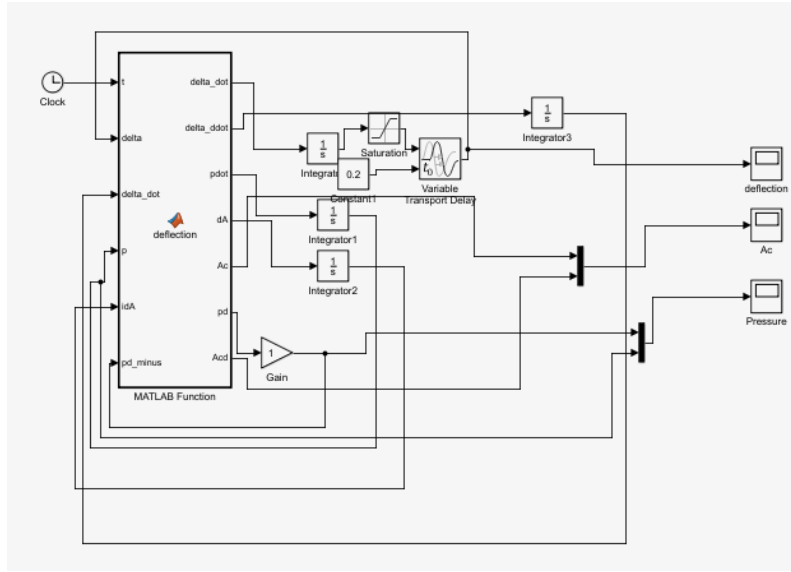 t
delta_dot
1
s
Integrator3
Clock
delta_ddot
delta
Saturation
1
s
Integrat
t0
deflection
pdot
0.2
Variable
Transport Delay
delta_dot
Constant1
dA
1
s
Ac
deflection
Integrator1
p
Ac
1
s
Integrator2
idA
pd
Pressure
1
Acd
pd_minus
Gain
MATLAB Function